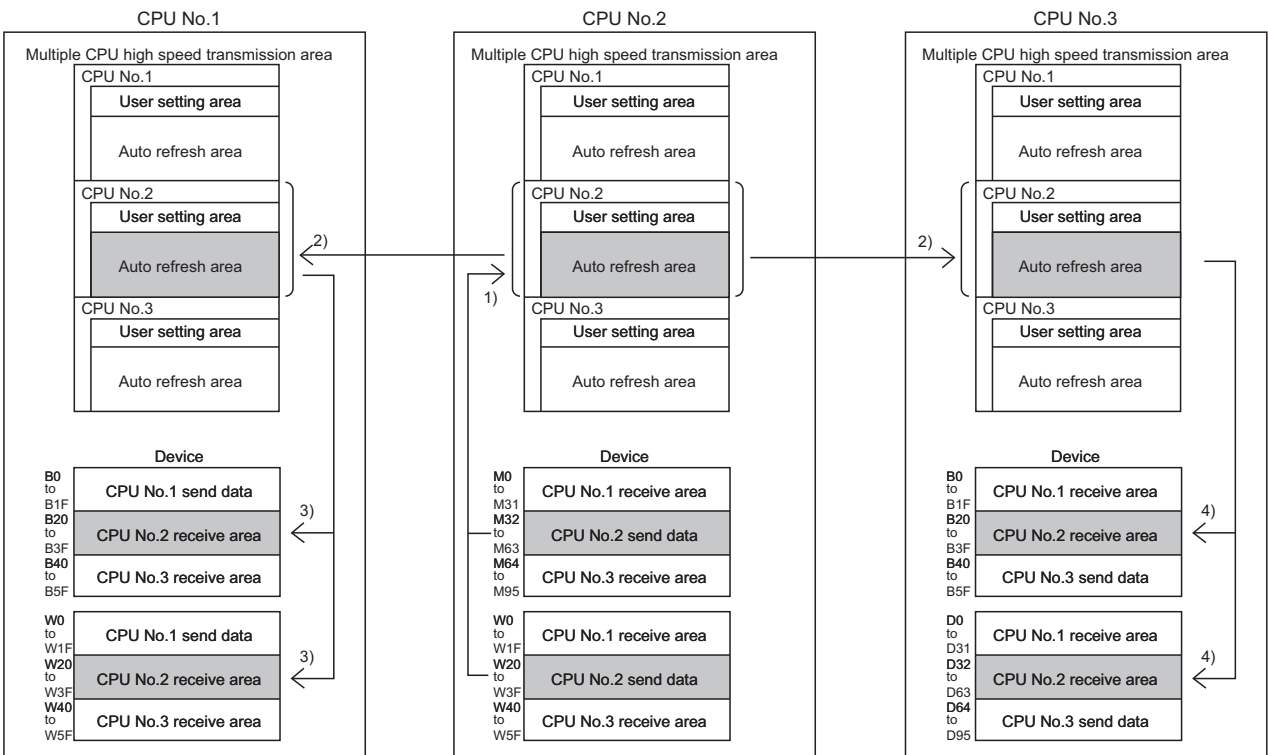 CPU No.1
Multiple CPU high speed transmission area
CPU No.1
User setting area
Auto refresh area
CPU No.2
User setting area
Auto refresh area
CPU No.3
User setting area
Auto refresh area
2)
Device
B0
to
B1F
CPU No.1 send data
B20
to
B3F
CPU No.2 receive area
3)
B40
to
B5F
CPU No.3 receive area
W0
to
W1F
CPU No.1 send data
W20
to
W3F
CPU No.2 receive area
3)
W40
to
W5F
CPU No.3 receive area
CPU No.2
Multiple CPU high speed transmission area
CPU No.1
User setting area
Auto refresh area
CPU No.2
User setting area
Auto refresh area
1)
CPU No.3
User setting area
Auto refresh area
Device
M0
to
M31
CPU No.1 receive area
M32
to
M63
CPU No.2 send data
M64
to
M95
CPU No.3 receive area
W0
to
W1F
CPU No.1 receive area
W20
to
W3F
CPU No.2 send data
W40
to
W5F
CPU No.3 receive area
CPU No.3
Multiple CPU high speed transmission area
CPU No.1
User setting area
Auto refresh area
2)
CPU No.2
User setting area
Auto refresh area
CPU No.3
User setting area
Auto refresh area
Device
B0
to
B1F
CPU No.1 receive area
B20
to
B3F
CPU No.2 receive area
4)
B40
to
B5F
CPU No.3 send data
D0
to
D31
CPU No.1 receive area
D32
to
D63
CPU No.2 receive area
4)
D64
to
D95
CPU No.3 send data